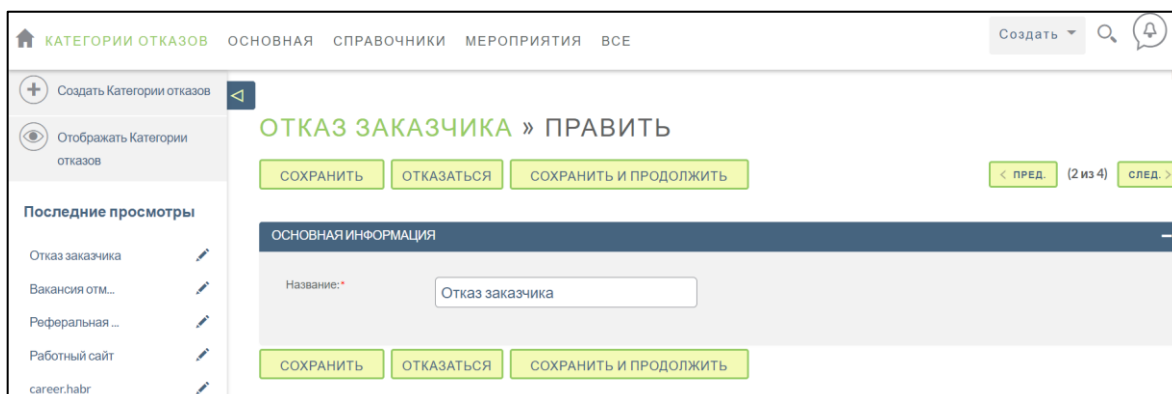 КАТЕГОРИИ ОТКАЗОВ ОСНОВНАЯ СПРАВОЧНИКИ МЕРОПРИЯТИЯ ВСЕ Создать
Создать Категории отказов
Отображать Категории
отказов
Последние просмотры
Отказ заказчика
Вакансия отм...
Реферальная ...
Работный сайт
career.habr
ОТКАЗ ЗАКАЗЧИКА » ПРАВИТЬ
СОХРАНИТЬ ОТКАЗАТЬСЯ СОХРАНИТЬ И ПРОДОЛЖИТЬ < ПРЕД. (2 из 4) СЛЕД. >
ОСНОВНАЯ ИНФОРМАЦИЯ
Название:* Отказ заказчика
СОХРАНИТЬ ОТКАЗАТЬСЯ СОХРАНИТЬ И ПРОДОЛЖИТЬ